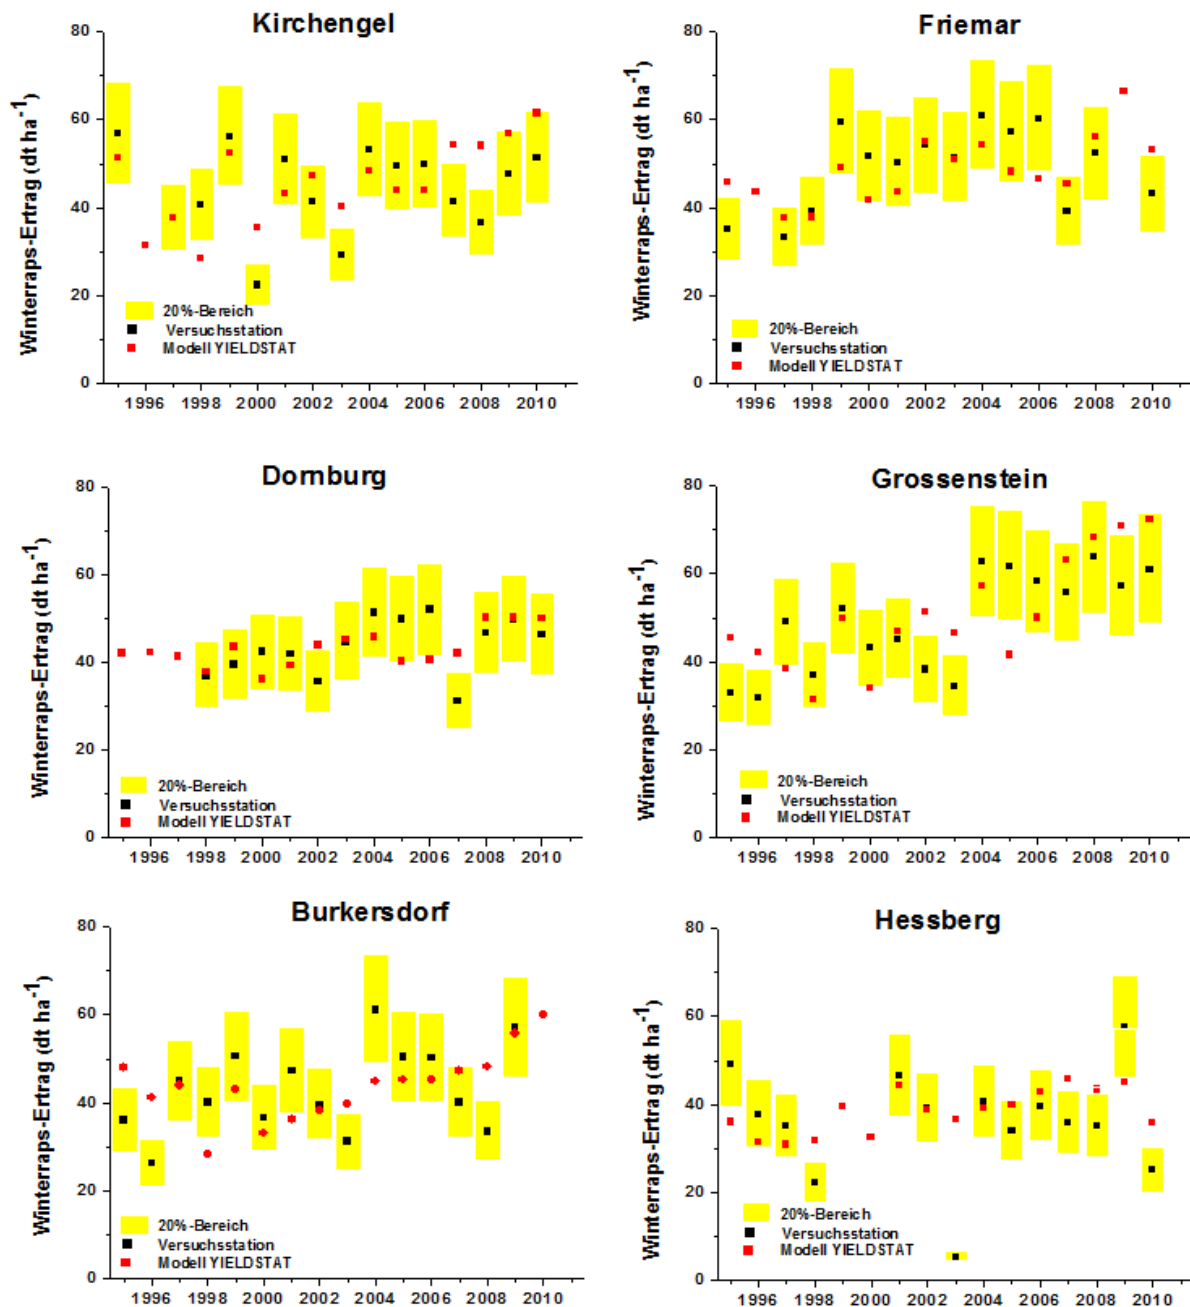 Kirchengel
Winterraps-Ertrag (dt ha⁻¹)
80
60
40
20
0
20%-Bereich
Versuchsstation
Modell YIELDSTAT
1996 1998 2000 2002 2004 2006 2008 2010
Friemar
Winterraps-Ertrag (dt ha⁻¹)
80
60
40
20
0
20%-Bereich
Versuchsstation
Modell YIELDSTAT
1996 1998 2000 2002 2004 2006 2008 2010
Dornburg
Winterraps-Ertrag (dt ha⁻¹)
80
60
40
20
0
20%-Bereich
Versuchsstation
Modell YIELDSTAT
1996 1998 2000 2002 2004 2006 2008 2010
Grossenstein
Winterraps-Ertrag (dt ha⁻¹)
80
60
40
20
0
20%-Bereich
Versuchsstation
Modell YIELDSTAT
1996 1998 2000 2002 2004 2006 2008 2010
Burkersdorf
Winterraps-Ertrag (dt ha⁻¹)
80
60
40
20
0
20%-Bereich
Versuchsstation
Modell YIELDSTAT
1996 1998 2000 2002 2004 2006 2008 2010
Hessberg
Winterraps-Ertrag (dt ha⁻¹)
80
60
40
20
0
20%-Bereich
Versuchsstation
Modell YIELDSTAT
1996 1998 2000 2002 2004 2006 2008 2010